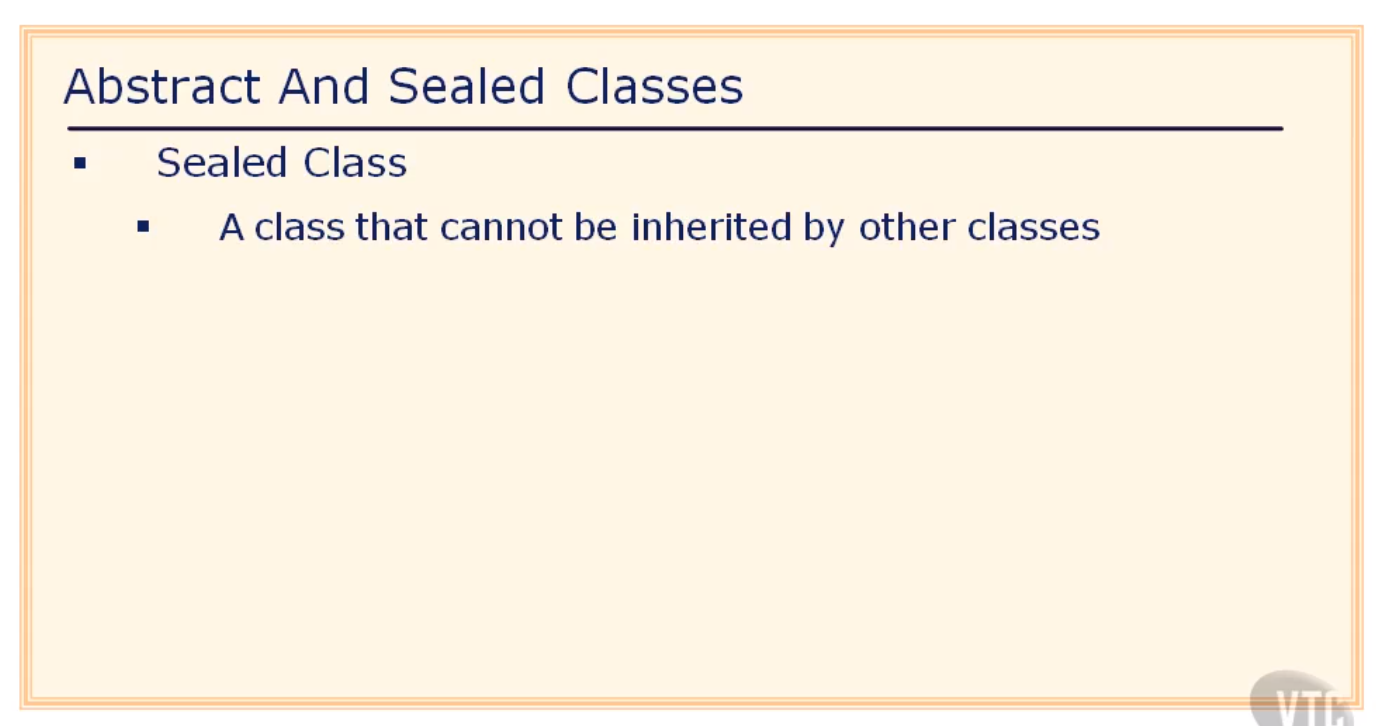 Abstract And Sealed Classes
Sealed Class
A class that cannot be inherited by other classes
VTC